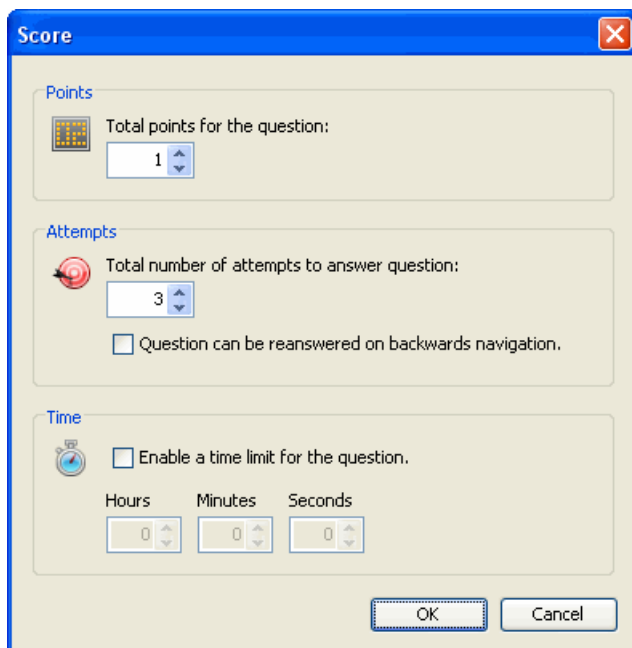 Score
Points
Total points for the question:
1
Attempts
Total number of attempts to answer question:
3
Question can be reanswered on backwards navigation.
Time
Enable a time limit for the question.
Hours Minutes Seconds
0 0 0
OK Cancel